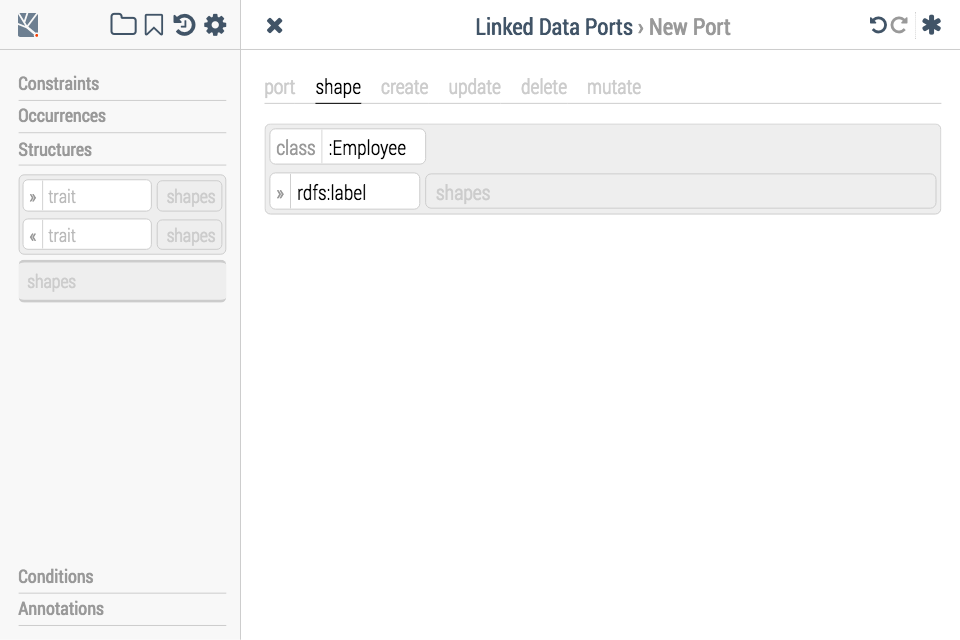 Linked Data Ports › New Port
Constraints
Occurrences
Structures
» trait shapes
« trait shapes
shapes
Conditions
Annotations
port shape create update delete mutate
class :Employee
» rdfs:label shapes